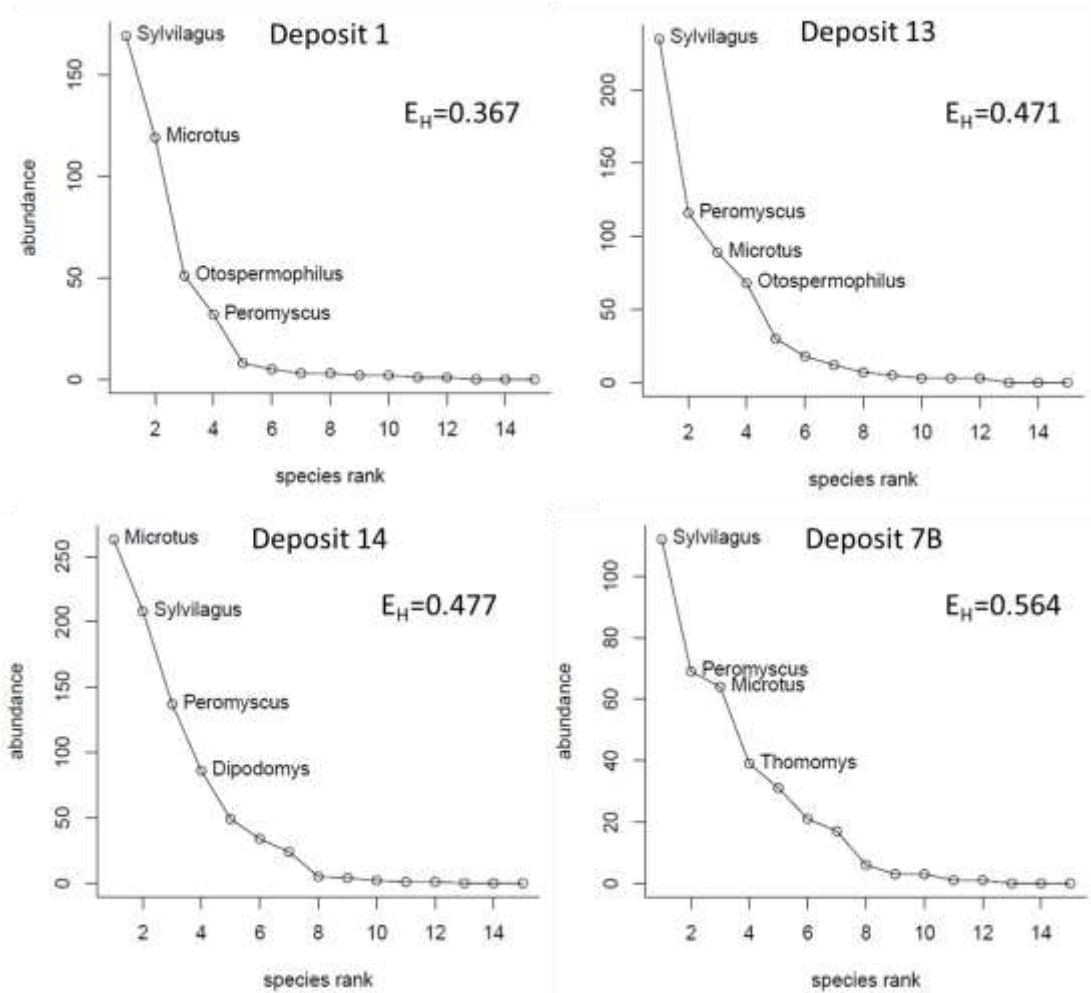 Deposit 1
E_H=0.367
Sylvilagus
Microtus
Otospermophilus
Peromyscus
abundance
150
100
50
0
2 4 6 8 10 12 14
species rank
Deposit 13
E_H=0.471
Sylvilagus
Peromyscus
Microtus
Otospermophilus
abundance
200
150
100
50
0
2 4 6 8 10 12 14
species rank
Deposit 14
E_H=0.477
Microtus
Sylvilagus
Peromyscus
Dipodomys
abundance
250
200
150
100
50
0
2 4 6 8 10 12 14
species rank
Deposit 7B
E_H=0.564
Sylvilagus
Peromyscus
Microtus
Thomomys
abundance
100
80
60
40
20
0
2 4 6 8 10 12 14
species rank